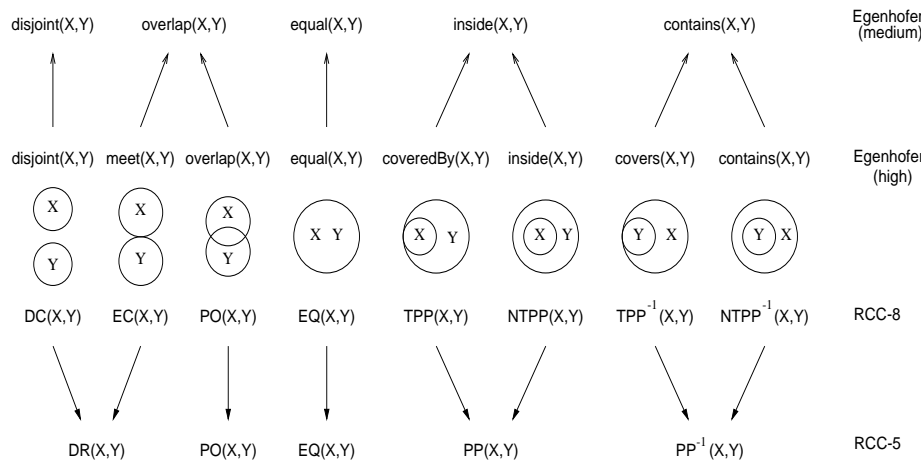 disjoint(X,Y) overlap(X,Y) equal(X,Y) inside(X,Y) contains(X,Y) Egenhofer
(medium)
disjoint(X,Y) meet(X,Y) overlap(X,Y) equal(X,Y) coveredBy(X,Y) inside(X,Y) covers(X,Y) contains(X,Y) Egenhofer
(high)
X X X X Y X Y X Y Y X Y X
Y Y Y
DC(X,Y) EC(X,Y) PO(X,Y) EQ(X,Y) TPP(X,Y) NTPP(X,Y) TPP⁻¹(X,Y) NTPP⁻¹(X,Y) RCC-8
DR(X,Y) PO(X,Y) EQ(X,Y) PP(X,Y) PP⁻¹(X,Y) RCC-5